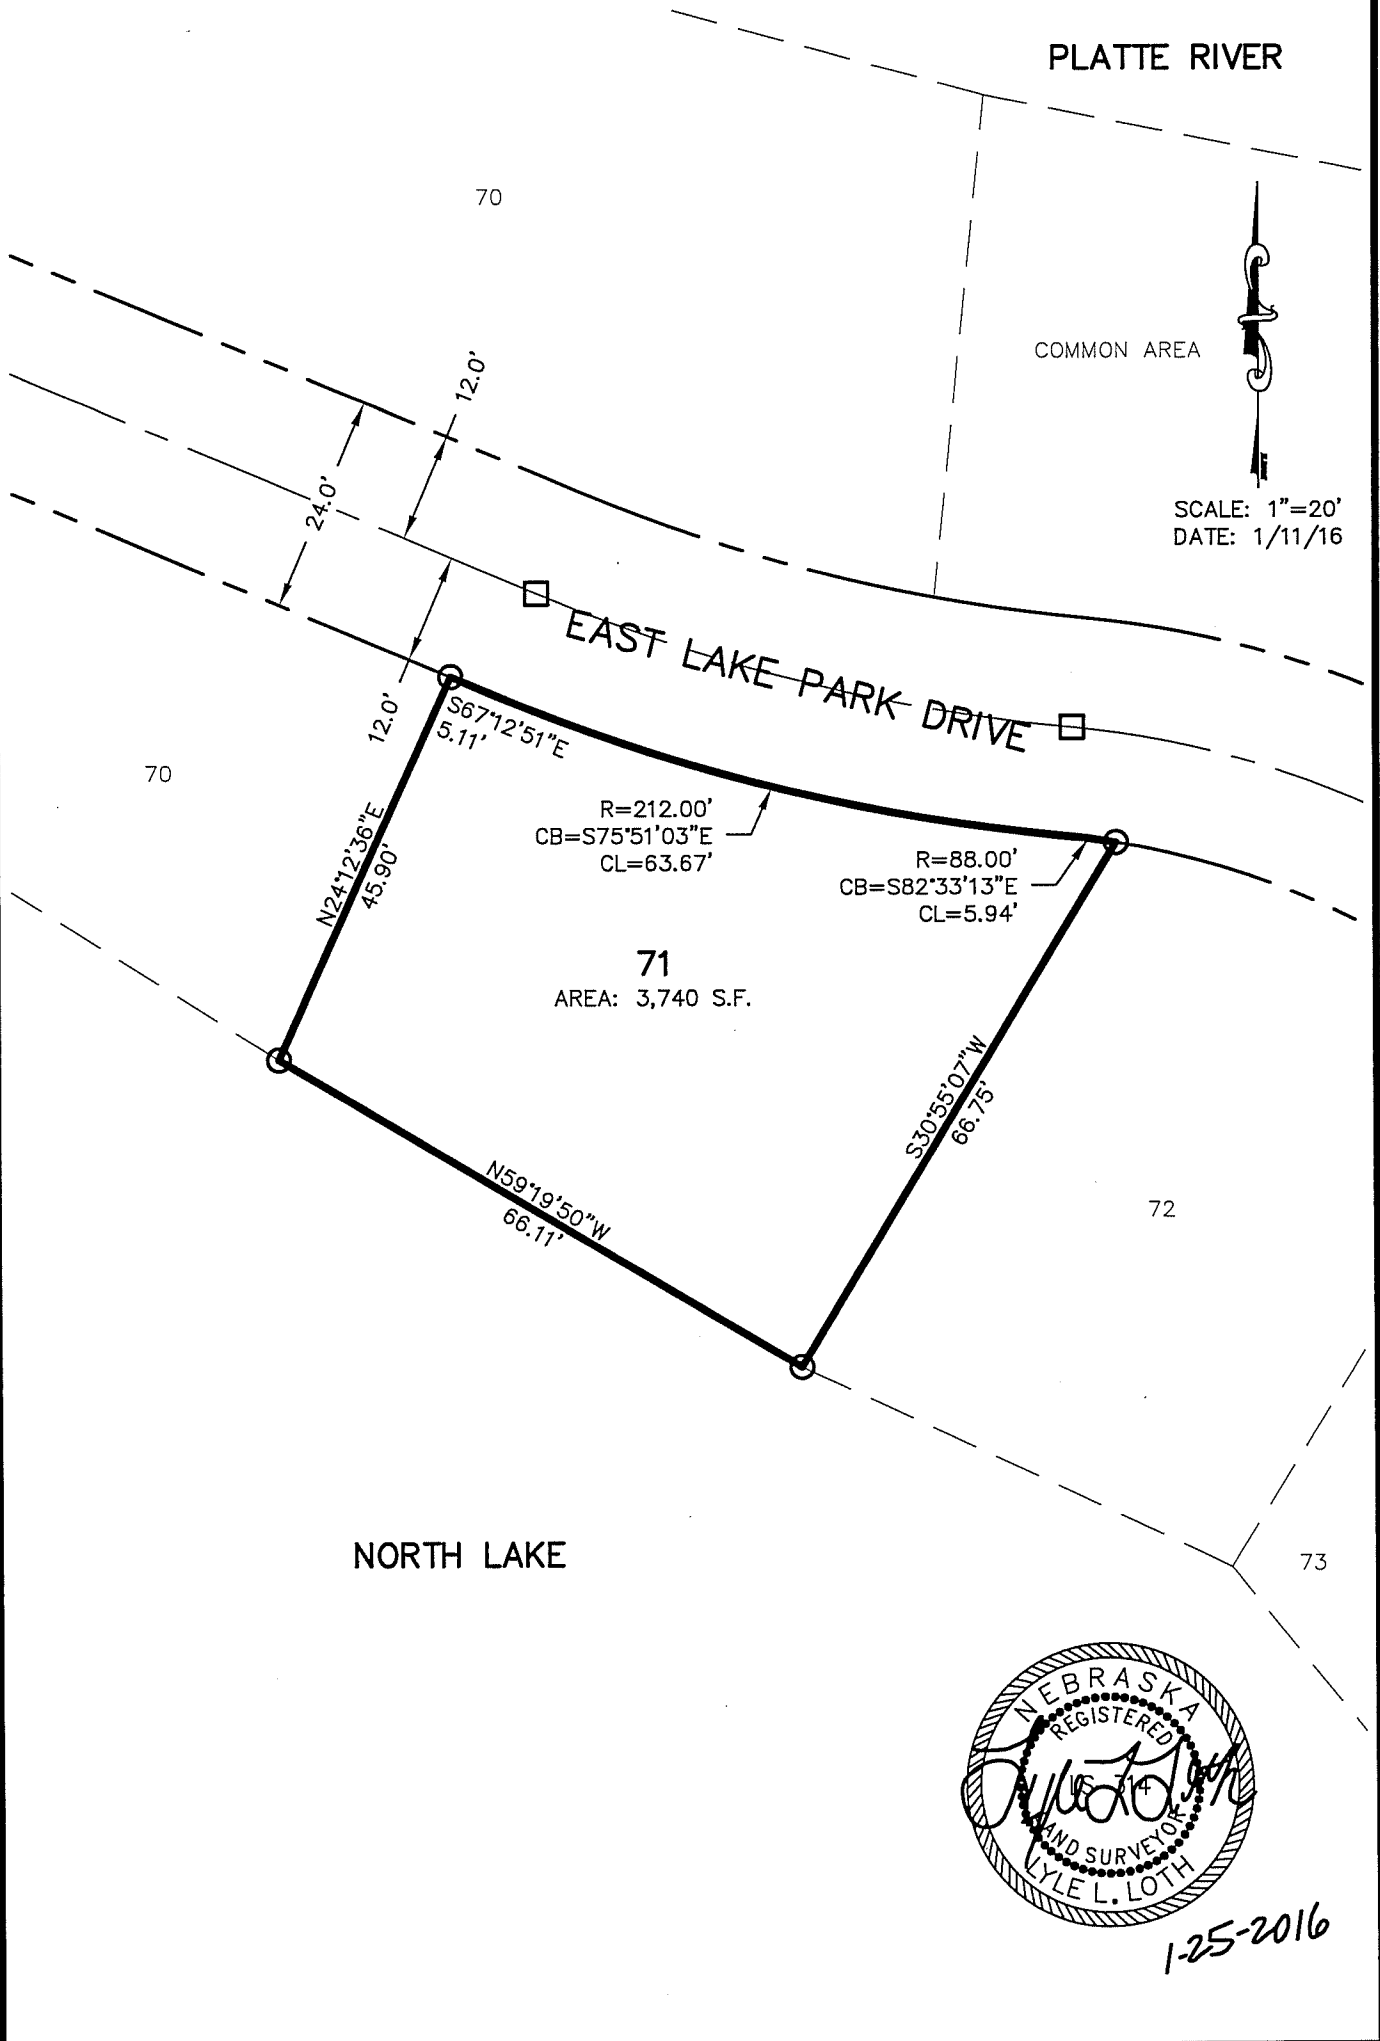 PLATTE RIVER
70
COMMON AREA
12.0'
24.0'
SCALE: 1"=20'
DATE: 1/11/16
EAST LAKE PARK DRIVE
12.0'
S67°12'51"E
5.11'
70
R=212.00'
CB=S75°51'03"E
CL=63.67'
R=88.00'
CB=S82°33'13"E
CL=5.94'
N24°12'36"E
45.90'
71
AREA: 3,740 S.F.
S30°55'07"W
66.75'
N59°19'50"W
66.11'
72
NORTH LAKE
73
NEBRASKA
REGISTERED
LS 314
LAND SURVEYOR
LYLE L. LOTH
Lyle L Loth
1-25-2016